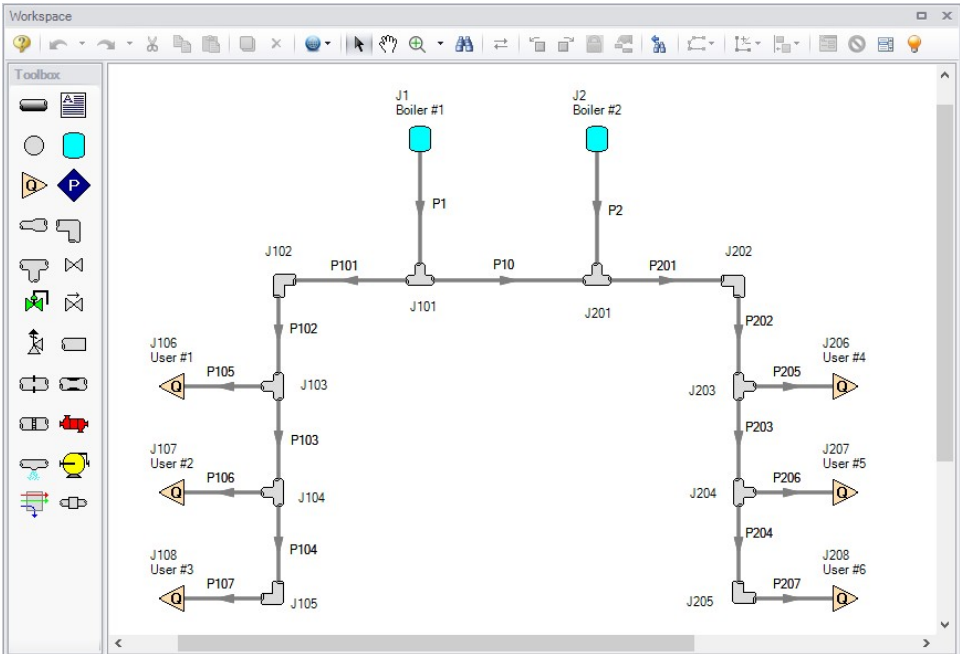 Workspace
Toolbox
A
Q
P
J1
Boiler #1
J2
Boiler #2
P1
P2
J102
J202
P101
P10
P201
J101
J201
P102
P202
J106
User #1
J206
User #4
P105
P205
Q
J103
J203
Q
P103
P203
J107
User #2
J207
User #5
P106
P206
Q
J104
J204
Q
P104
P204
J108
User #3
J208
User #6
P107
P207
Q
J105
J205
Q